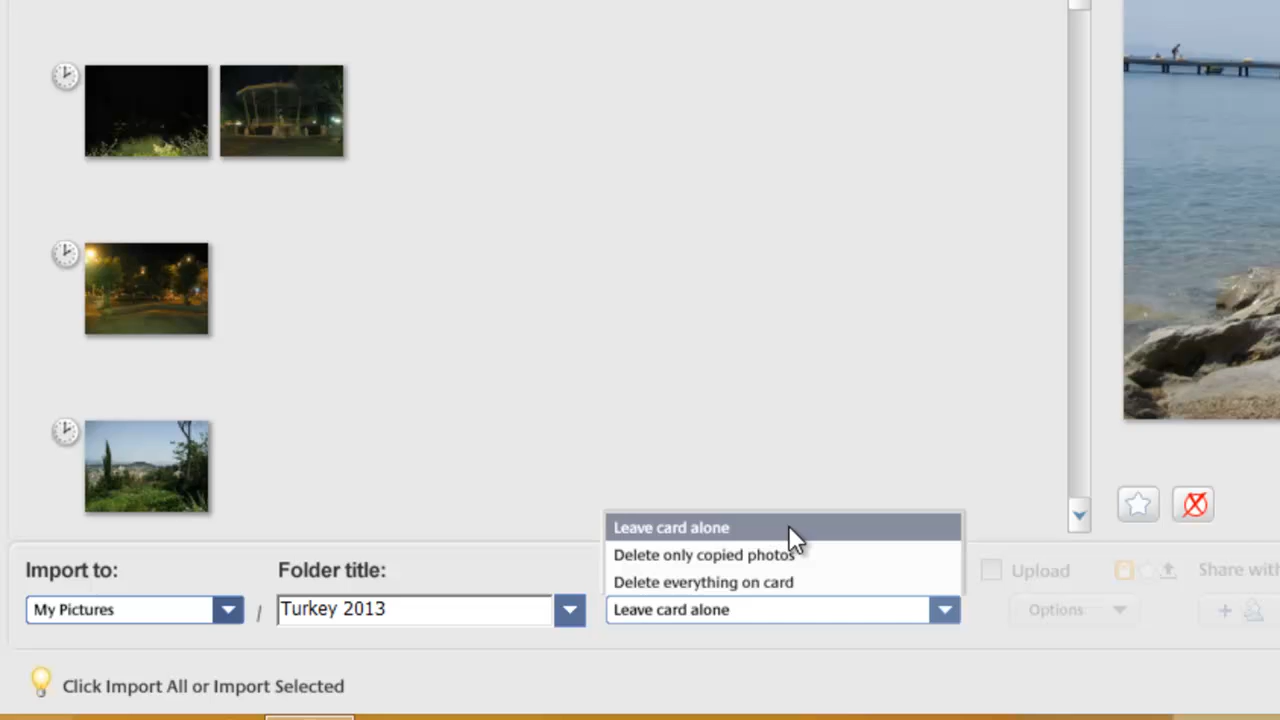 Leave card alone
Delete only copied photos
Delete everything on card
Import to:
Folder title:
Upload
Share with
My Pictures
/
Turkey 2013
Leave card alone
Options
Click Import All or Import Selected